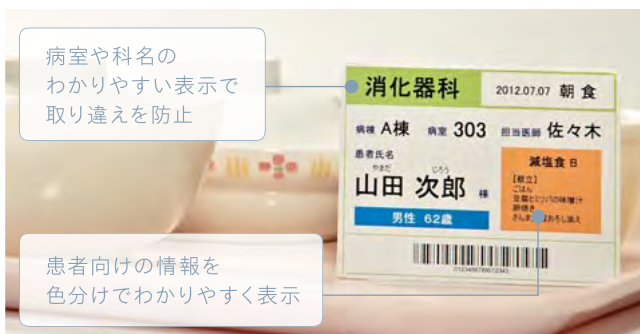 病室や科名の
わかりやすい表示で
取り違えを防止
消化器科 2012.07.07 朝食
病棟 A棟 病室 303 担当医師 佐々木
患者氏名
やまだ じろう
山田 次郎 様
男性 62歳
減塩食 B
【献立】
ごはん
豆腐とミツバの味噌汁
卵焼き
おろし添え
患者向けの情報を
色分けでわかりやすく表示